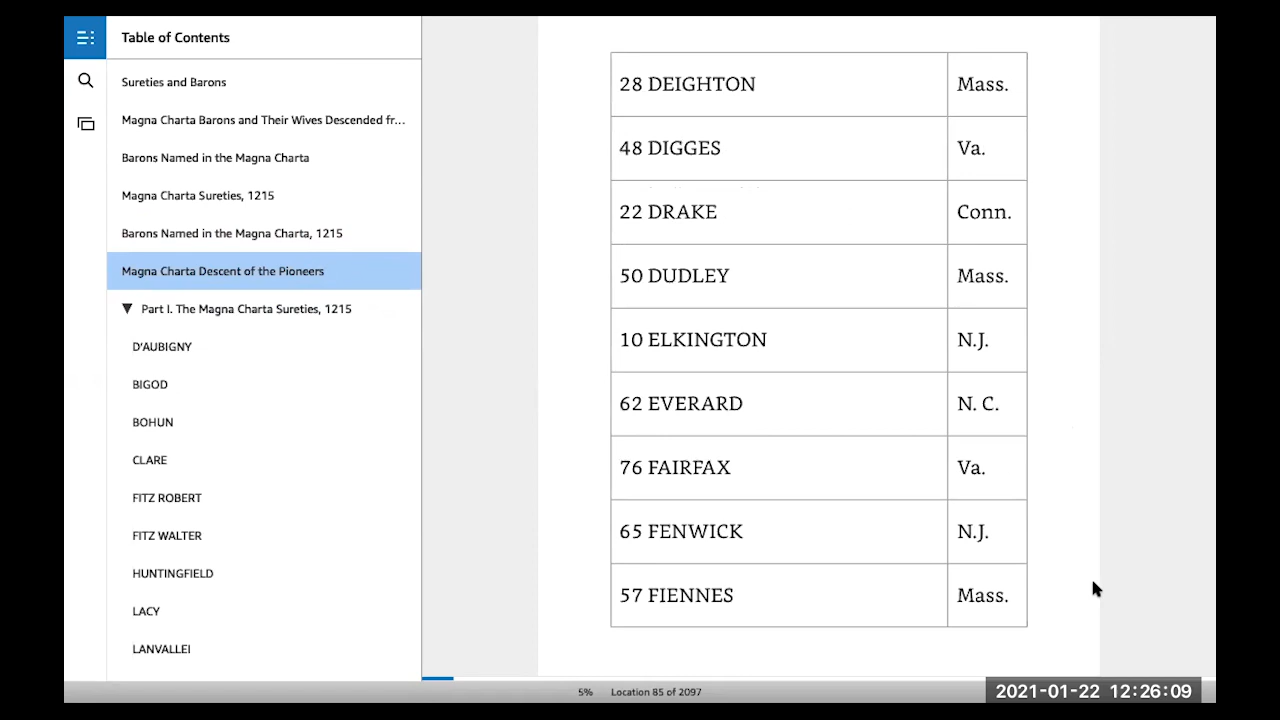 Table of Contents
Sureties and Barons
Magna Charta Barons and Their Wives Descended fr...
Barons Named in the Magna Charta
Magna Charta Sureties, 1215
Barons Named in the Magna Charta, 1215
Magna Charta Descent of the Pioneers
▼ Part I. The Magna Charta Sureties, 1215
D'AUBIGNY
BIGOD
BOHUN
CLARE
FITZ ROBERT
FITZ WALTER
HUNTINGFIELD
LACY
LANVALLEI
28 DEIGHTON Mass.
48 DIGGES Va.
22 DRAKE Conn.
50 DUDLEY Mass.
10 ELKINGTON N.J.
62 EVERARD N. C.
76 FAIRFAX Va.
65 FENWICK N.J.
57 FIENNES Mass.
5% Location 85 of 2097
2021-01-22 12:26:09